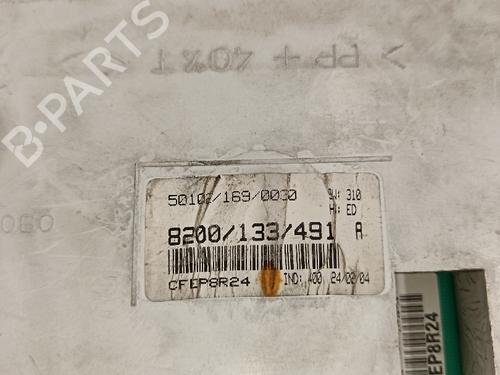 > PP + 40% T
B-PARTS
50102/169/0030 SW: 310
H: ED
8200/133/491 A
CFEP8R24 IND: 400 24/02/04
EP8R24
060